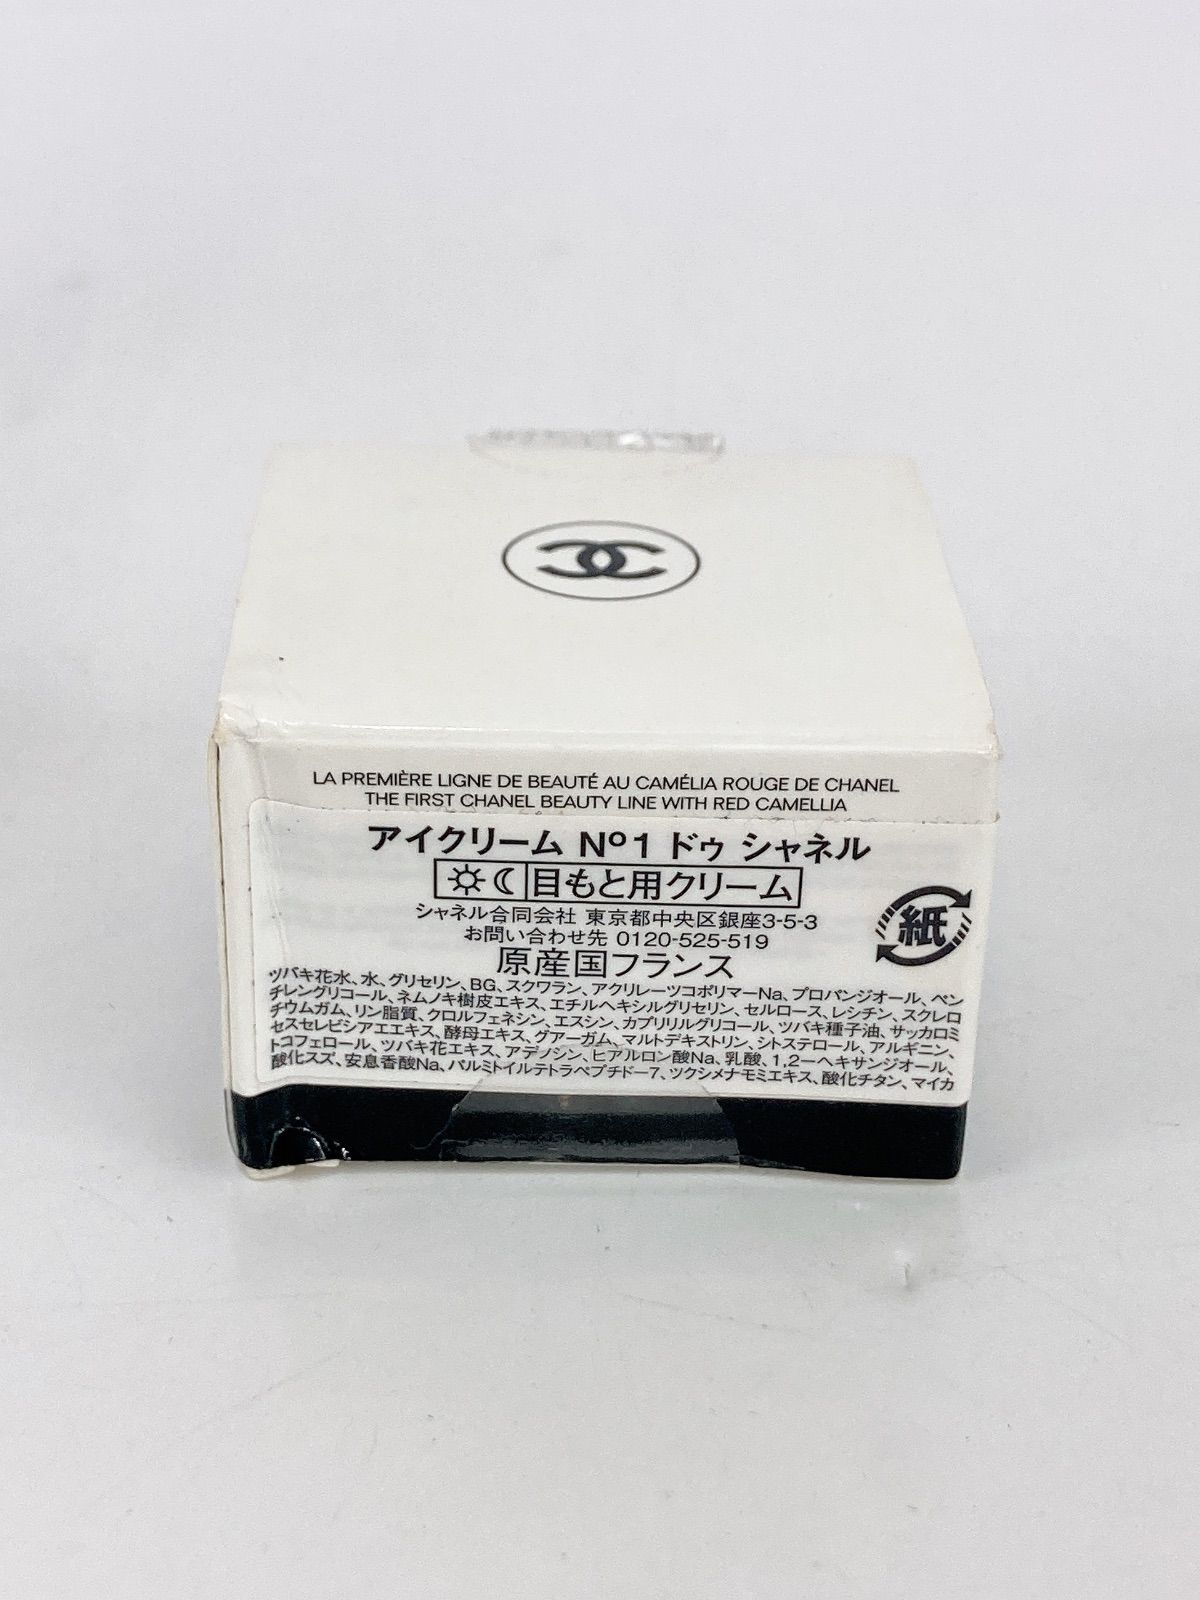 LA PREMIÈRE LIGNE DE BEAUTÉ AU CAMÉLIA ROUGE DE CHANEL
THE FIRST CHANEL BEAUTY LINE WITH RED CAMELLIA
アイクリーム Nº1 ドゥ シャネル
目もと用クリーム
シャネル合同会社 東京都中央区銀座3-5-3
お問い合わせ先 0120-525-519
紙
原産国フランス
ツバキ花水、水、グリセリン、BG、スクワラン、アクリレーツコポリマーNa、プロパンジオール、ペン
チレングリコール、ネムノキ樹皮エキス、エチルヘキシルグリセリン、セルロース、レシチン、スクレロ
チウムガム、リン脂質、クロルフェネシン、エスシン、カプリリルグリコール、ツバキ種子油、サッカロミ
セスセレビシアエエキス、酵母エキス、グアーガム、マルトデキストリン、シトステロール、アルギニン、
トコフェロール、ツバキ花エキス、アデノシン、ヒアルロン酸Na、乳酸、1,2-ヘキサンジオール、
酸化スズ、安息香酸Na、パルミトイルテトラペプチド-7、ツクシメナモミエキス、酸化チタン、マイカ